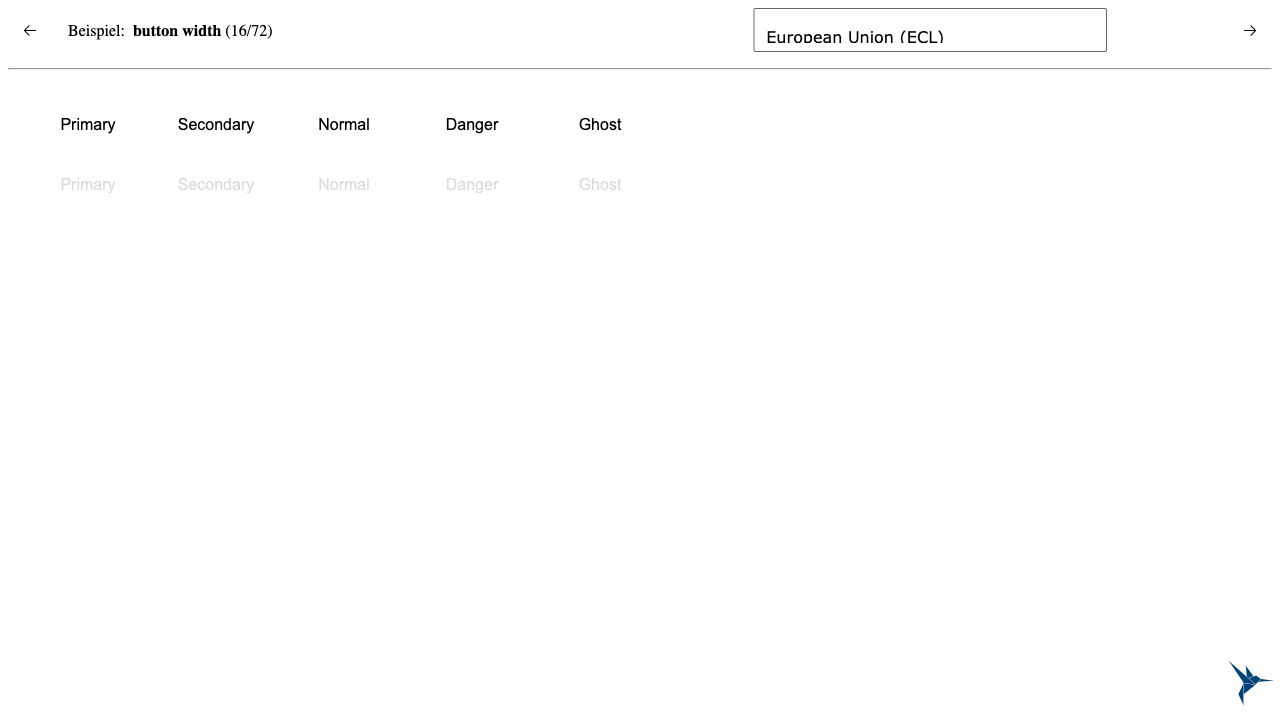 Beispiel: button width (16/72)
European Union (ECL)
Primary Secondary Normal Danger Ghost
Primary Secondary Normal Danger Ghost